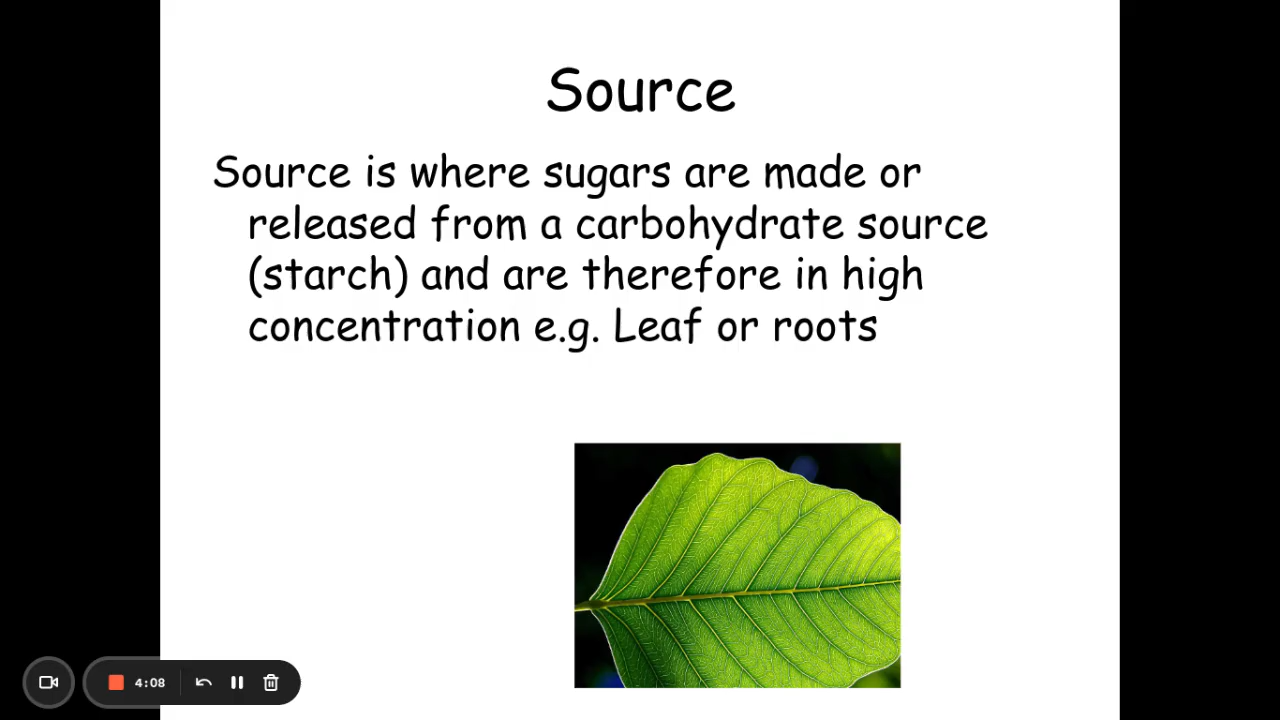 Source
Source is where sugars are made or
released from a carbohydrate source
(starch) and are therefore in high
concentration e.g. Leaf or roots
4:08